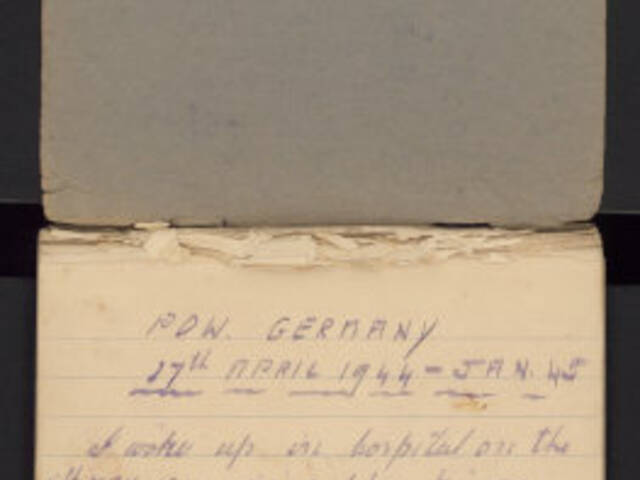 POW. GERMANY
27th APRIL 1944 - JAN. 45
I woke up in hospital on the